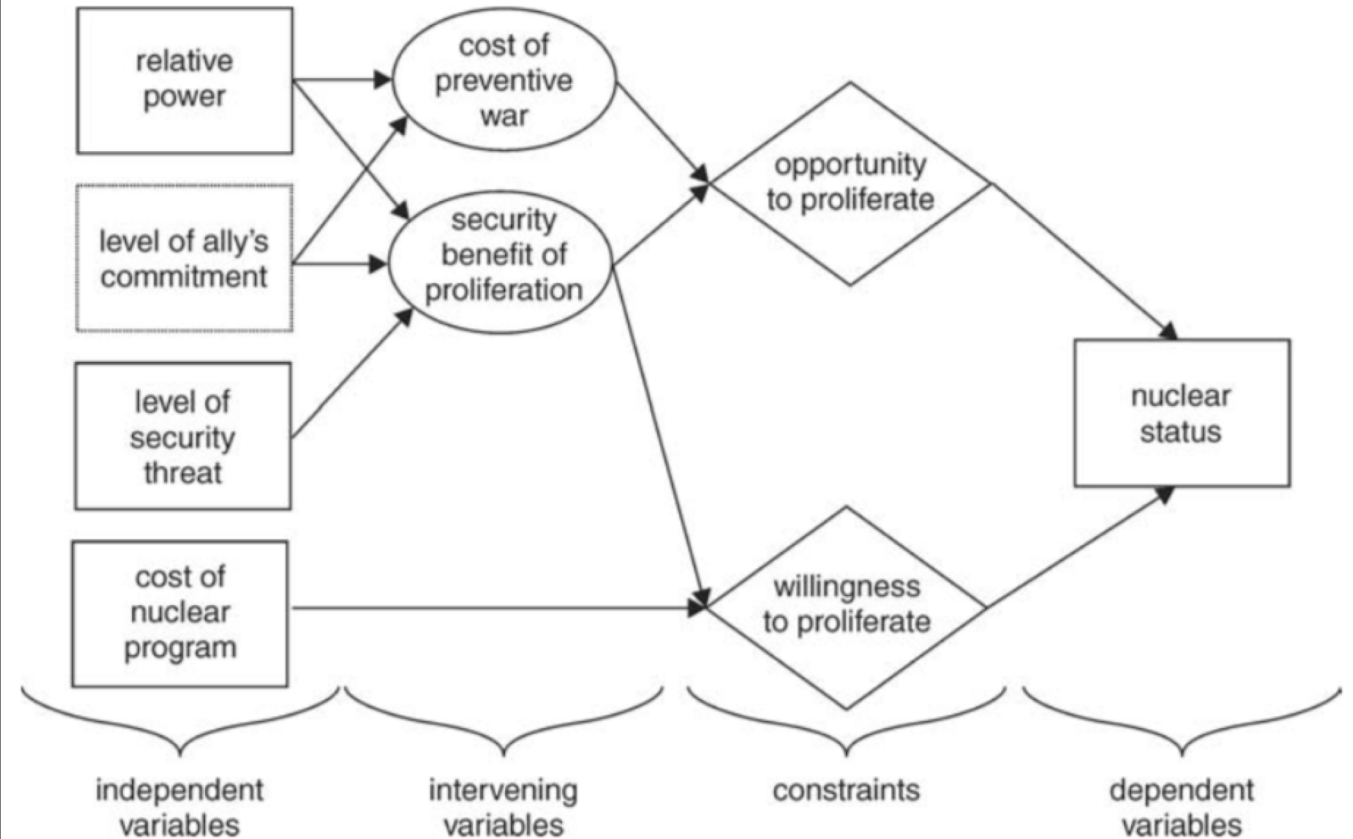 relative
power
cost of
preventive
war
opportunity
to proliferate
level of ally’s
commitment
security
benefit of
proliferation
level of
security
threat
nuclear
status
cost of
nuclear
program
willingness
to proliferate
independent
variables
intervening
variables
constraints
dependent
variables